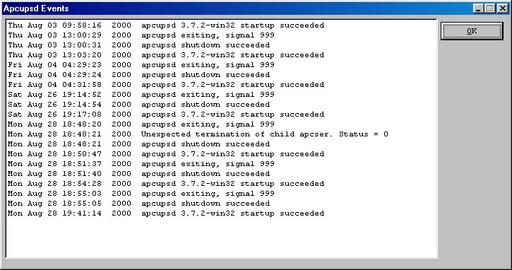 Apcupsd Events
Thu Aug 03 09:58:16 2000 apcupsd 3.7.2-win32 startup succeeded
Thu Aug 03 13:00:29 2000 apcupsd exiting, signal 999
Thu Aug 03 13:00:31 2000 apcupsd shutdown succeeded
Thu Aug 03 13:03:20 2000 apcupsd 3.7.2-win32 startup succeeded
Fri Aug 04 04:29:23 2000 apcupsd exiting, signal 999
Fri Aug 04 04:29:24 2000 apcupsd shutdown succeeded
Fri Aug 04 04:31:58 2000 apcupsd 3.7.2-win32 startup succeeded
Sat Aug 26 19:14:52 2000 apcupsd exiting, signal 999
Sat Aug 26 19:14:54 2000 apcupsd shutdown succeeded
Sat Aug 26 19:17:08 2000 apcupsd 3.7.2-win32 startup succeeded
Mon Aug 28 18:48:20 2000 apcupsd exiting, signal 999
Mon Aug 28 18:48:21 2000 Unexpected termination of child apcser. Status = 0
Mon Aug 28 18:48:21 2000 apcupsd shutdown succeeded
Mon Aug 28 18:50:47 2000 apcupsd 3.7.2-win32 startup succeeded
Mon Aug 28 18:51:37 2000 apcupsd exiting, signal 999
Mon Aug 28 18:51:40 2000 apcupsd shutdown succeeded
Mon Aug 28 18:54:28 2000 apcupsd 3.7.2-win32 startup succeeded
Mon Aug 28 18:55:03 2000 apcupsd exiting, signal 999
Mon Aug 28 18:55:05 2000 apcupsd shutdown succeeded
Mon Aug 28 19:41:14 2000 apcupsd 3.7.2-win32 startup succeeded
OK